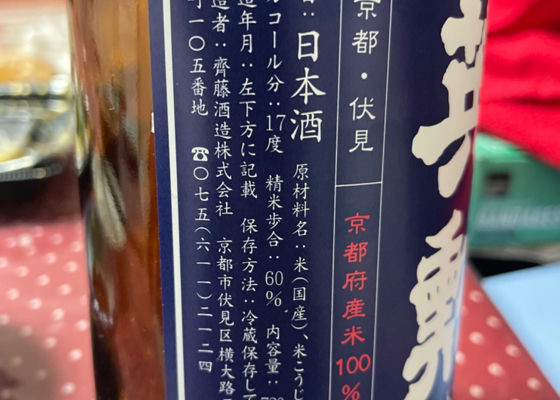 英勲
京都・伏見
京都府産米100%
日本酒 原材料名:米(国産)、米こうじ
アルコール分:17度 精米歩合:60% 内容量:720
製造年月:左下方に記載 保存方法:冷蔵保存して
製造者:齊藤酒造株式会社 京都市伏見区横大路
町一〇五番地 ☎〇七五(六一一)二一二四